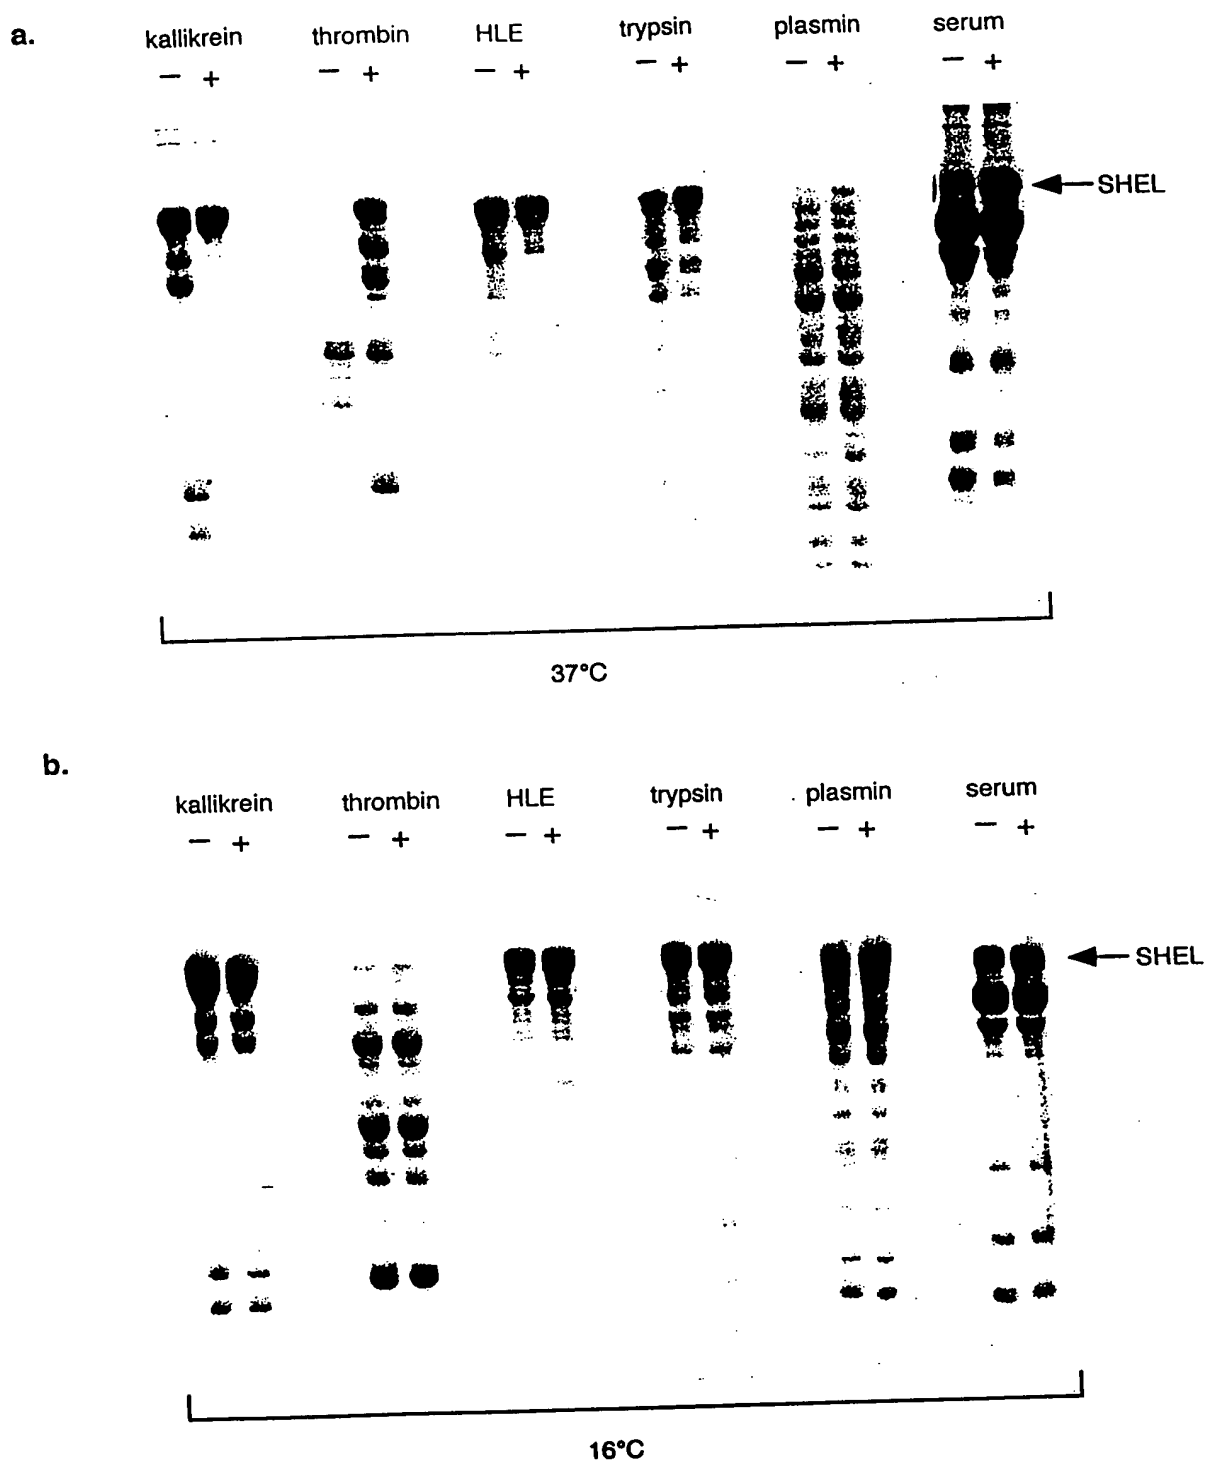 a.
kallikrein thrombin HLE trypsin plasmin serum
− + − + − + − + − + − +
SHEL
37°C
b.
kallikrein thrombin HLE trypsin plasmin serum
− + − + − + − + − + − +
SHEL
16°C